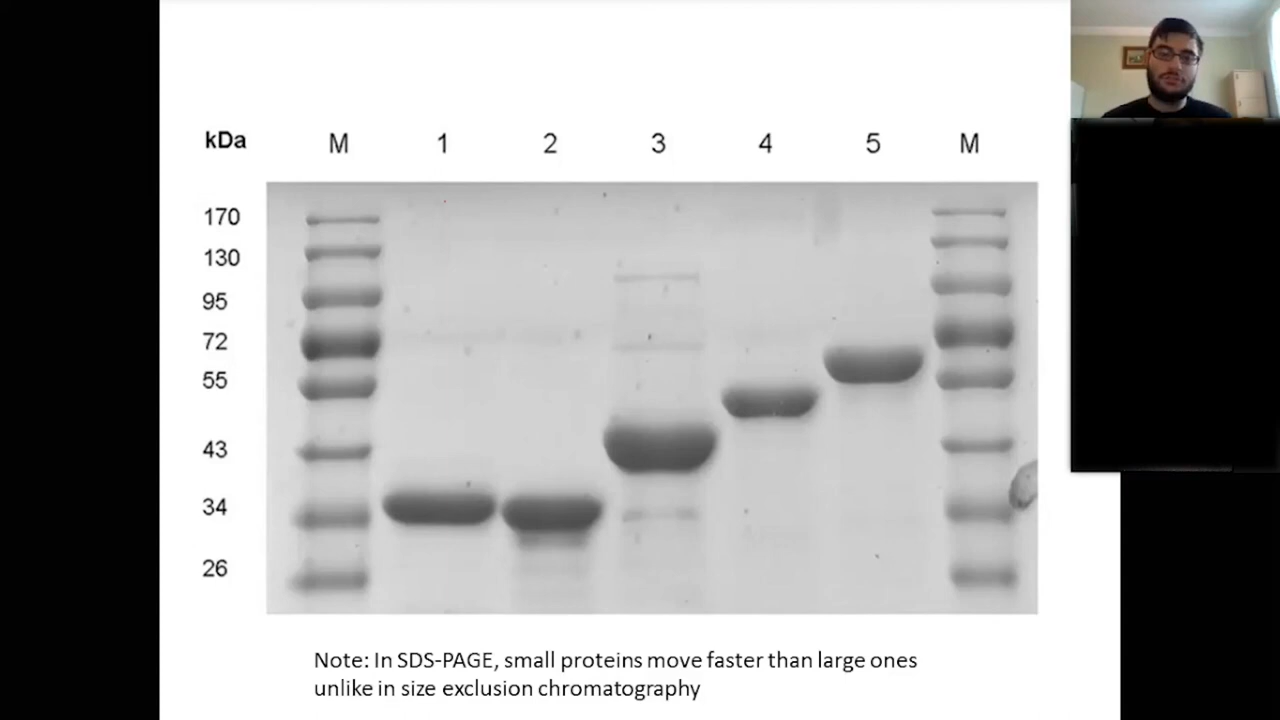 kDa M 1 2 3 4 5 M
170
130
95
72
55
43
34
26
Note: In SDS-PAGE, small proteins move faster than large ones
unlike in size exclusion chromatography